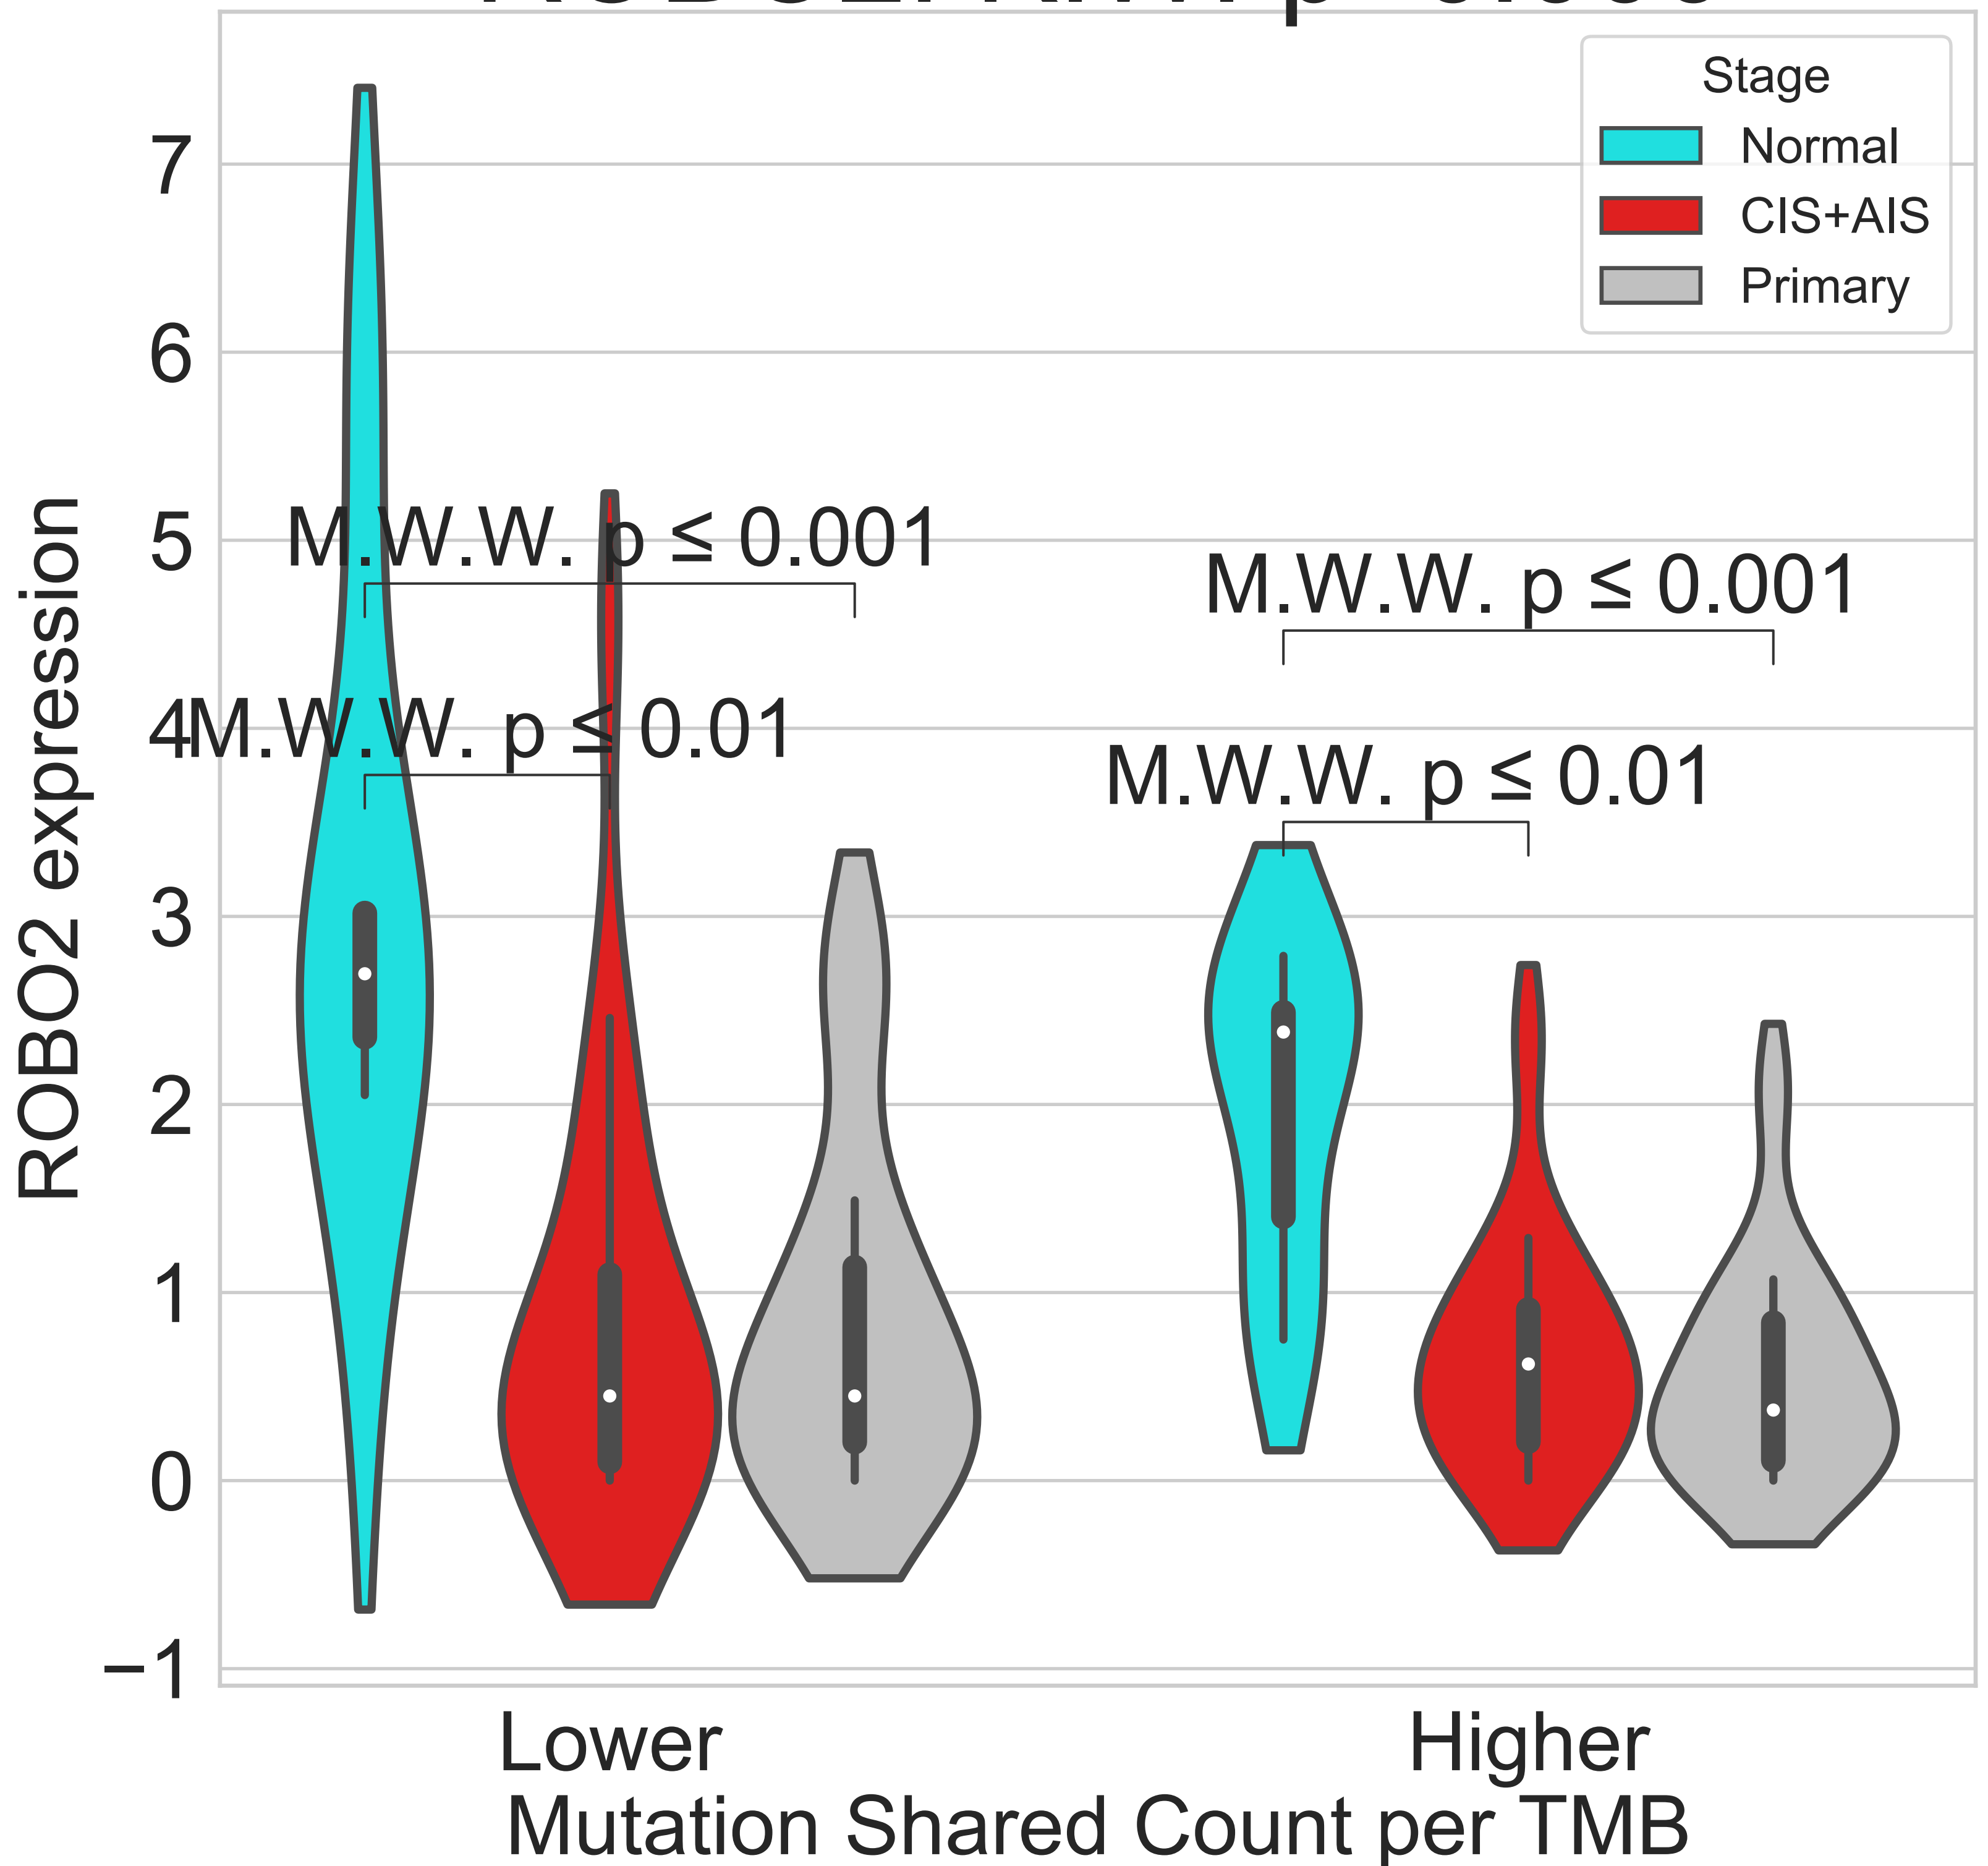 Stage
Normal
CIS+AIS
Primary
7
6
5
4
3
2
1
0
−1
ROBO2 expression
M.W.W. p ≤ 0.001
M.W.W. p ≤ 0.01
M.W.W. p ≤ 0.001
M.W.W. p ≤ 0.01
Lower
Higher
Mutation Shared Count per TMB